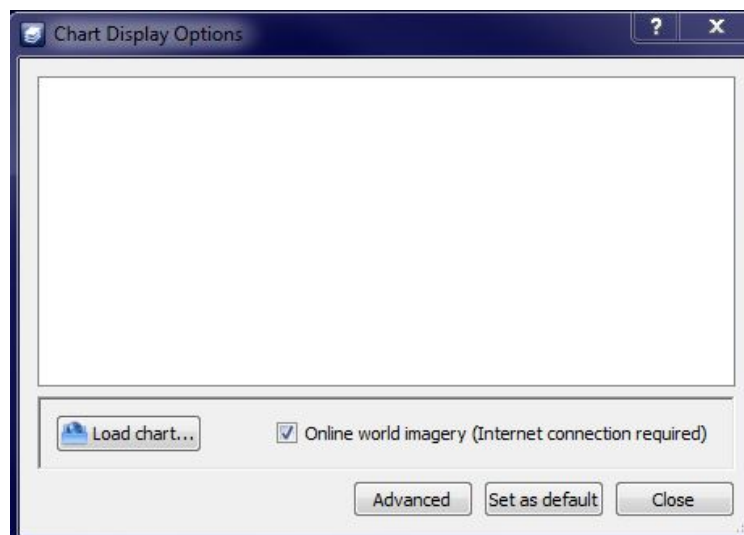 Chart Display Options
Load chart...
Online world imagery (Internet connection required)
Advanced
Set as default
Close